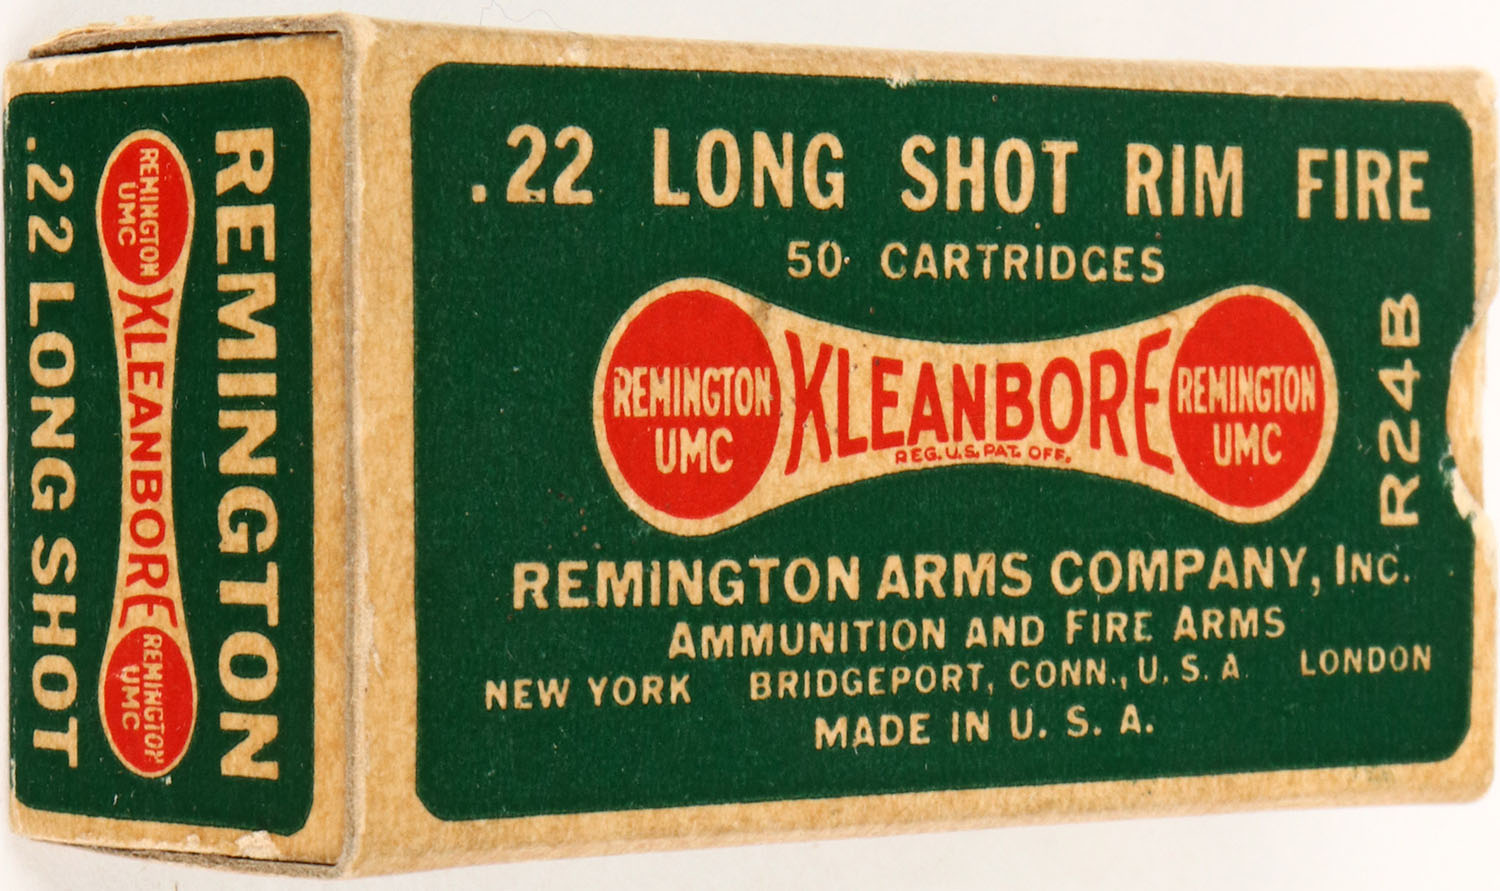 .22 LONG SHOT RIM FIRE
50 CARTRIDGES
REMINGTON
UMC
KLEANBORE
REG. U.S. PAT. OFF.
REMINGTON
UMC
R24B
REMINGTON ARMS COMPANY, INC.
AMMUNITION AND FIRE ARMS
NEW YORK BRIDGEPORT, CONN., U. S. A LONDON
MADE IN U. S. A.
REMINGTON
REMINGTON
UMC
KLEANBORE
REMINGTON
UMC
.22 LONG SHOT